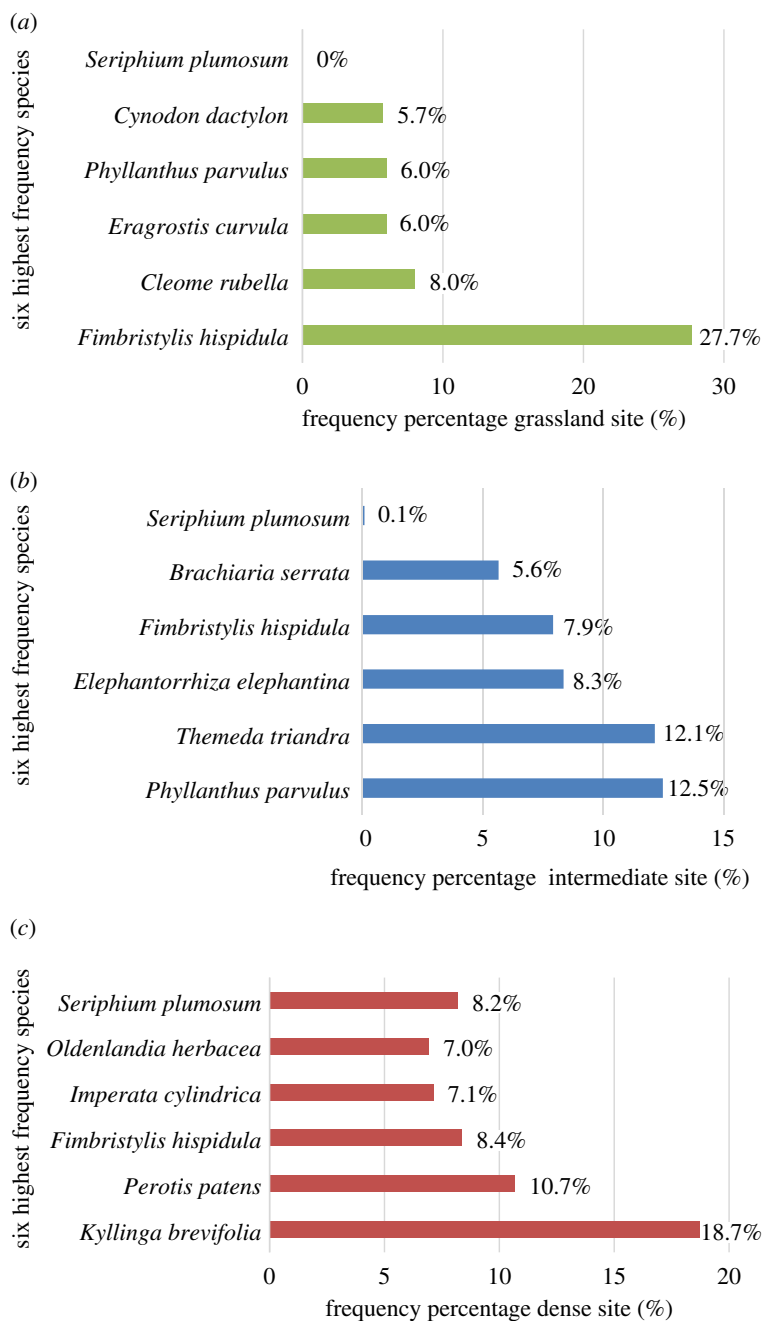 (a)
six highest frequency species
Seriphium plumosum 0%
Cynodon dactylon 5.7%
Phyllanthus parvulus 6.0%
Eragrostis curvula 6.0%
Cleome rubella 8.0%
Fimbristylis hispidula 27.7%
0 10 20 30
frequency percentage grassland site (%)
(b)
six highest frequency species
Seriphium plumosum 0.1%
Brachiaria serrata 5.6%
Fimbristylis hispidula 7.9%
Elephantorrhiza elephantina 8.3%
Themeda triandra 12.1%
Phyllanthus parvulus 12.5%
0 5 10 15
frequency percentage intermediate site (%)
(c)
six highest frequency species
Seriphium plumosum 8.2%
Oldenlandia herbacea 7.0%
Imperata cylindrica 7.1%
Fimbristylis hispidula 8.4%
Perotis patens 10.7%
Kyllinga brevifolia 18.7%
0 5 10 15 20
frequency percentage dense site (%)